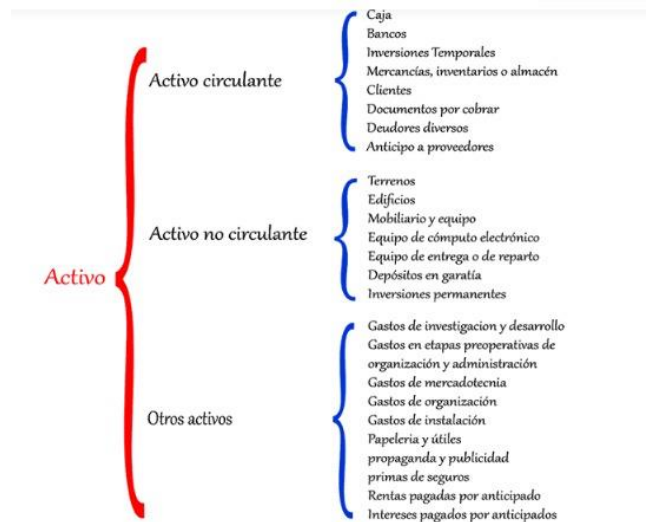 Activo
Activo circulante
Caja
Bancos
Inversiones Temporales
Mercancías, inventarios o almacén
Clientes
Documentos por cobrar
Deudores diversos
Anticipo a proveedores
Activo no circulante
Terrenos
Edificios
Mobiliario y equipo
Equipo de cómputo electrónico
Equipo de entrega o de reparto
Depósitos en garatía
Inversiones permanentes
Otros activos
Gastos de investigacion y desarrollo
Gastos en etapas preoperativas de
organización y administración
Gastos de mercadotecnia
Gastos de organización
Gastos de instalación
Papeleria y útiles
propaganda y publicidad
primas de seguros
Rentas pagadas por anticipado
Intereses pagados por anticipados